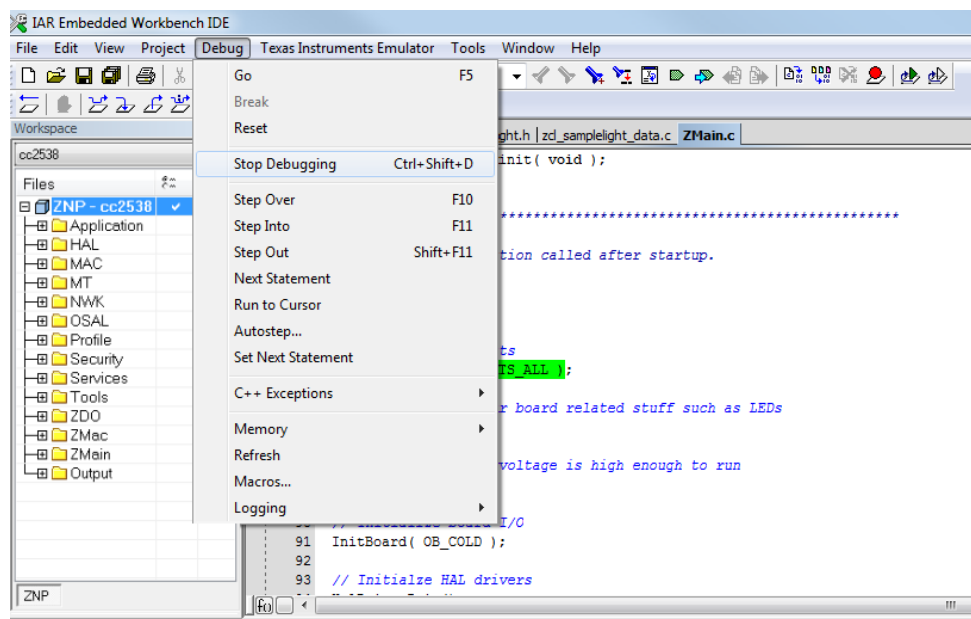 IAR Embedded Workbench IDE
File Edit View Project Debug Texas Instruments Emulator Tools Window Help
Go F5
Break
Reset
Stop Debugging Ctrl+Shift+D
Step Over F10
Step Into F11
Step Out Shift+F11
Next Statement
Run to Cursor
Autostep...
Set Next Statement
C++ Exceptions
Memory
Refresh
Macros...
Logging
Workspace
cc2538
Files
ZNP - cc2538
Application
HAL
MAC
MT
NWK
OSAL
Profile
Security
Services
Tools
ZDO
ZMac
ZMain
Output
ZNP
ght.h | zcl_samplelight_data.c ZMain.c
init( void );
************************************************
tion called after startup.
ts
TS_ALL );
r board related stuff such as LEDs
voltage is high enough to run
91 InitBoard( OB_COLD );
92
93 // Initialze HAL drivers